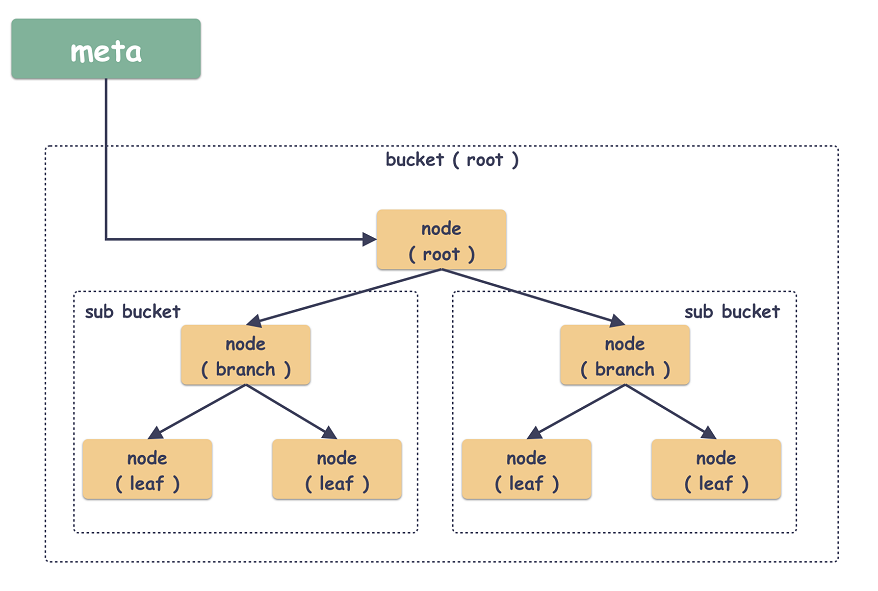 meta
bucket ( root )
node
( root )
sub bucket
sub bucket
node
( branch )
node
( branch )
node
( leaf )
node
( leaf )
node
( leaf )
node
( leaf )